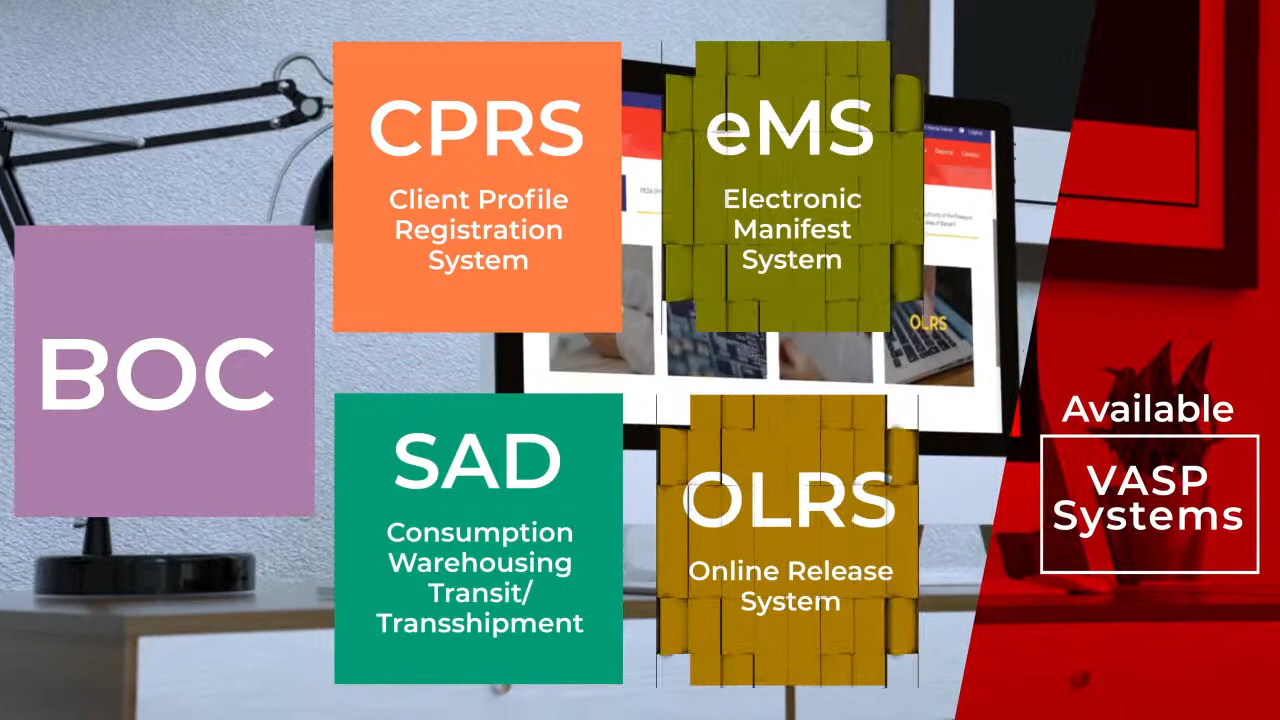 BOC
CPRS
Client Profile
Registration
System
eMS
Electronic
Manifest
System
SAD
Consumption
Warehousing
Transit/
Transshipment
OLRS
Online Release
System
OLRS
Available
VASP
Systems